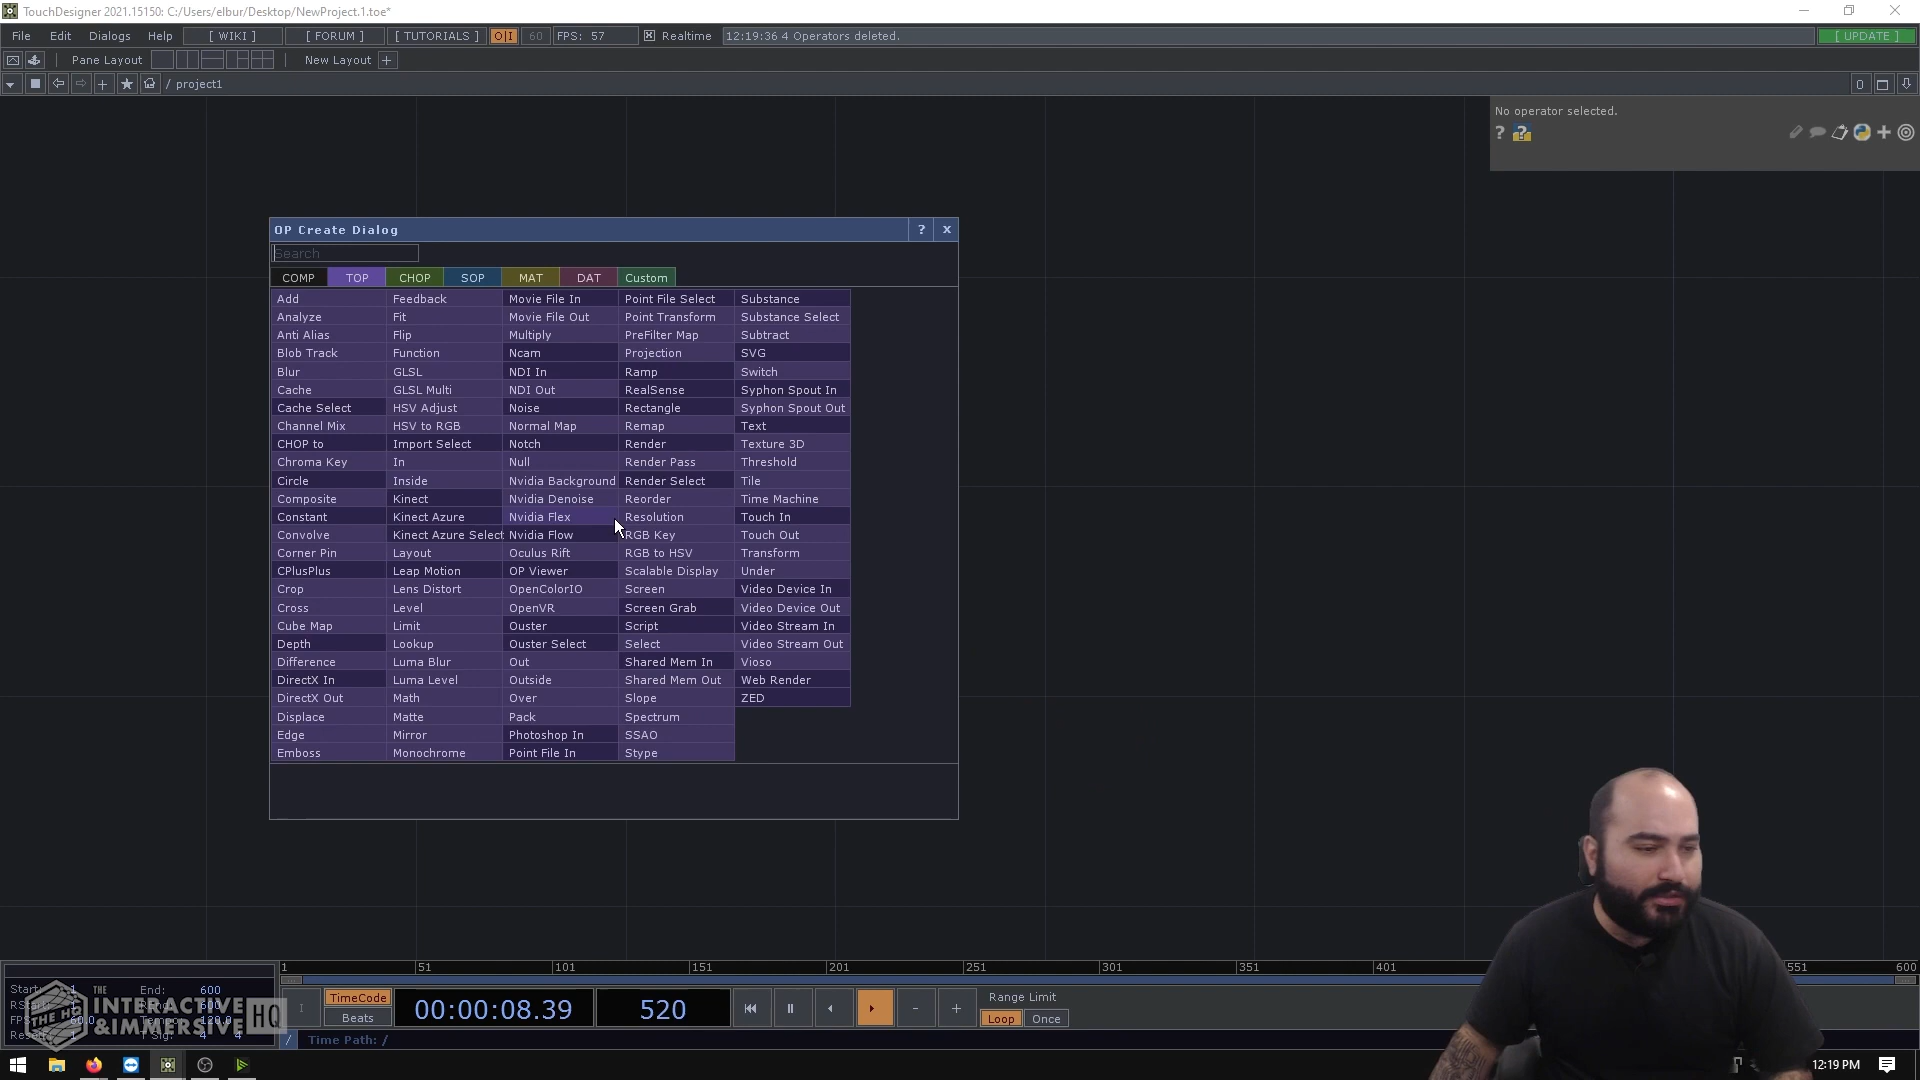 TouchDesigner 2021.15150: C:/Users/elbur/Desktop/NewProject.1.toe*
File Edit Dialogs Help [ WIKI ] [ FORUM ] [ TUTORIALS ] O|I 60 FPS: 57 Realtime 12:19:36 4 Operators deleted. [ UPDATE ]
Pane Layout New Layout +
/ project1
No operator selected.
OP Create Dialog ? x
Search
COMP TOP CHOP SOP MAT DAT Custom
Add Feedback Movie File In Point File Select Substance
Analyze Fit Movie File Out Point Transform Substance Select
Anti Alias Flip Multiply PreFilter Map Subtract
Blob Track Function Ncam Projection SVG
Blur GLSL NDI In Ramp Switch
Cache GLSL Multi NDI Out RealSense Syphon Spout In
Cache Select HSV Adjust Noise Rectangle Syphon Spout Out
Channel Mix HSV to RGB Normal Map Remap Text
CHOP to Import Select Notch Render Texture 3D
Chroma Key In Null Render Pass Threshold
Circle Inside Nvidia Background Render Select Tile
Composite Kinect Nvidia Denoise Reorder Time Machine
Constant Kinect Azure Nvidia Flex Resolution Touch In
Convolve Kinect Azure Select Nvidia Flow RGB Key Touch Out
Corner Pin Layout Oculus Rift RGB to HSV Transform
CPlusPlus Leap Motion OP Viewer Scalable Display Under
Crop Lens Distort OpenColorIO Screen Video Device In
Cross Level OpenVR Screen Grab Video Device Out
Cube Map Limit Ouster Script Video Stream In
Depth Lookup Ouster Select Select Video Stream Out
Difference Luma Blur Out Shared Mem In Vioso
DirectX In Luma Level Outside Shared Mem Out Web Render
DirectX Out Math Over Slope ZED
Displace Matte Pack Spectrum
Edge Mirror Photoshop In SSAO
Emboss Monochrome Point File In Stype
1 51 101 151 201 251 301 351 401 551 600
Start: 1 End: 600
THE
INTERACTIVE
& IMMERSIVE HQ
THE HQ
TimeCode
Beats
00:00:08.39 520
Range Limit
Loop Once
/ Time Path: /
12:19 PM